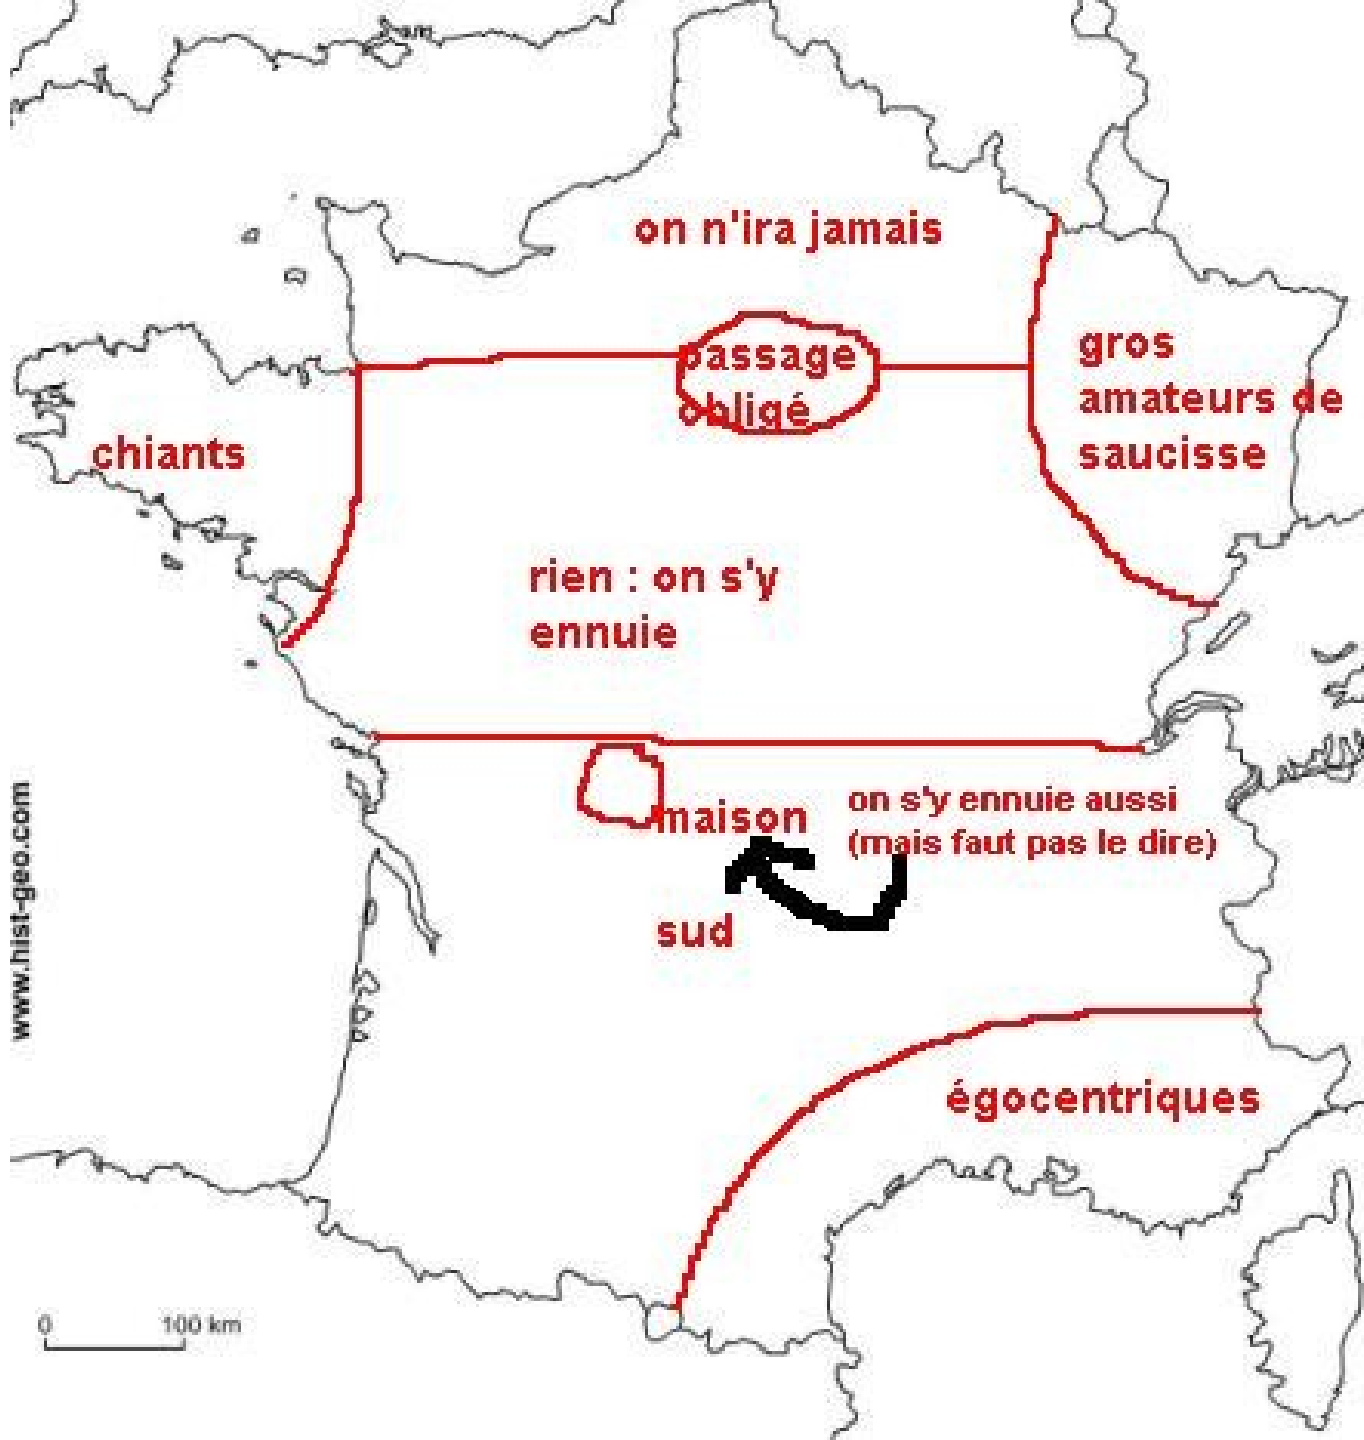 on n'ira jamais
passage
obligé
gros
amateurs de
saucisse
chiants
rien : on s'y
ennuie
maison
on s'y ennuie aussi
(mais faut pas le dire)
sud
égocentriques
www.hist-geo.com
0 100 km